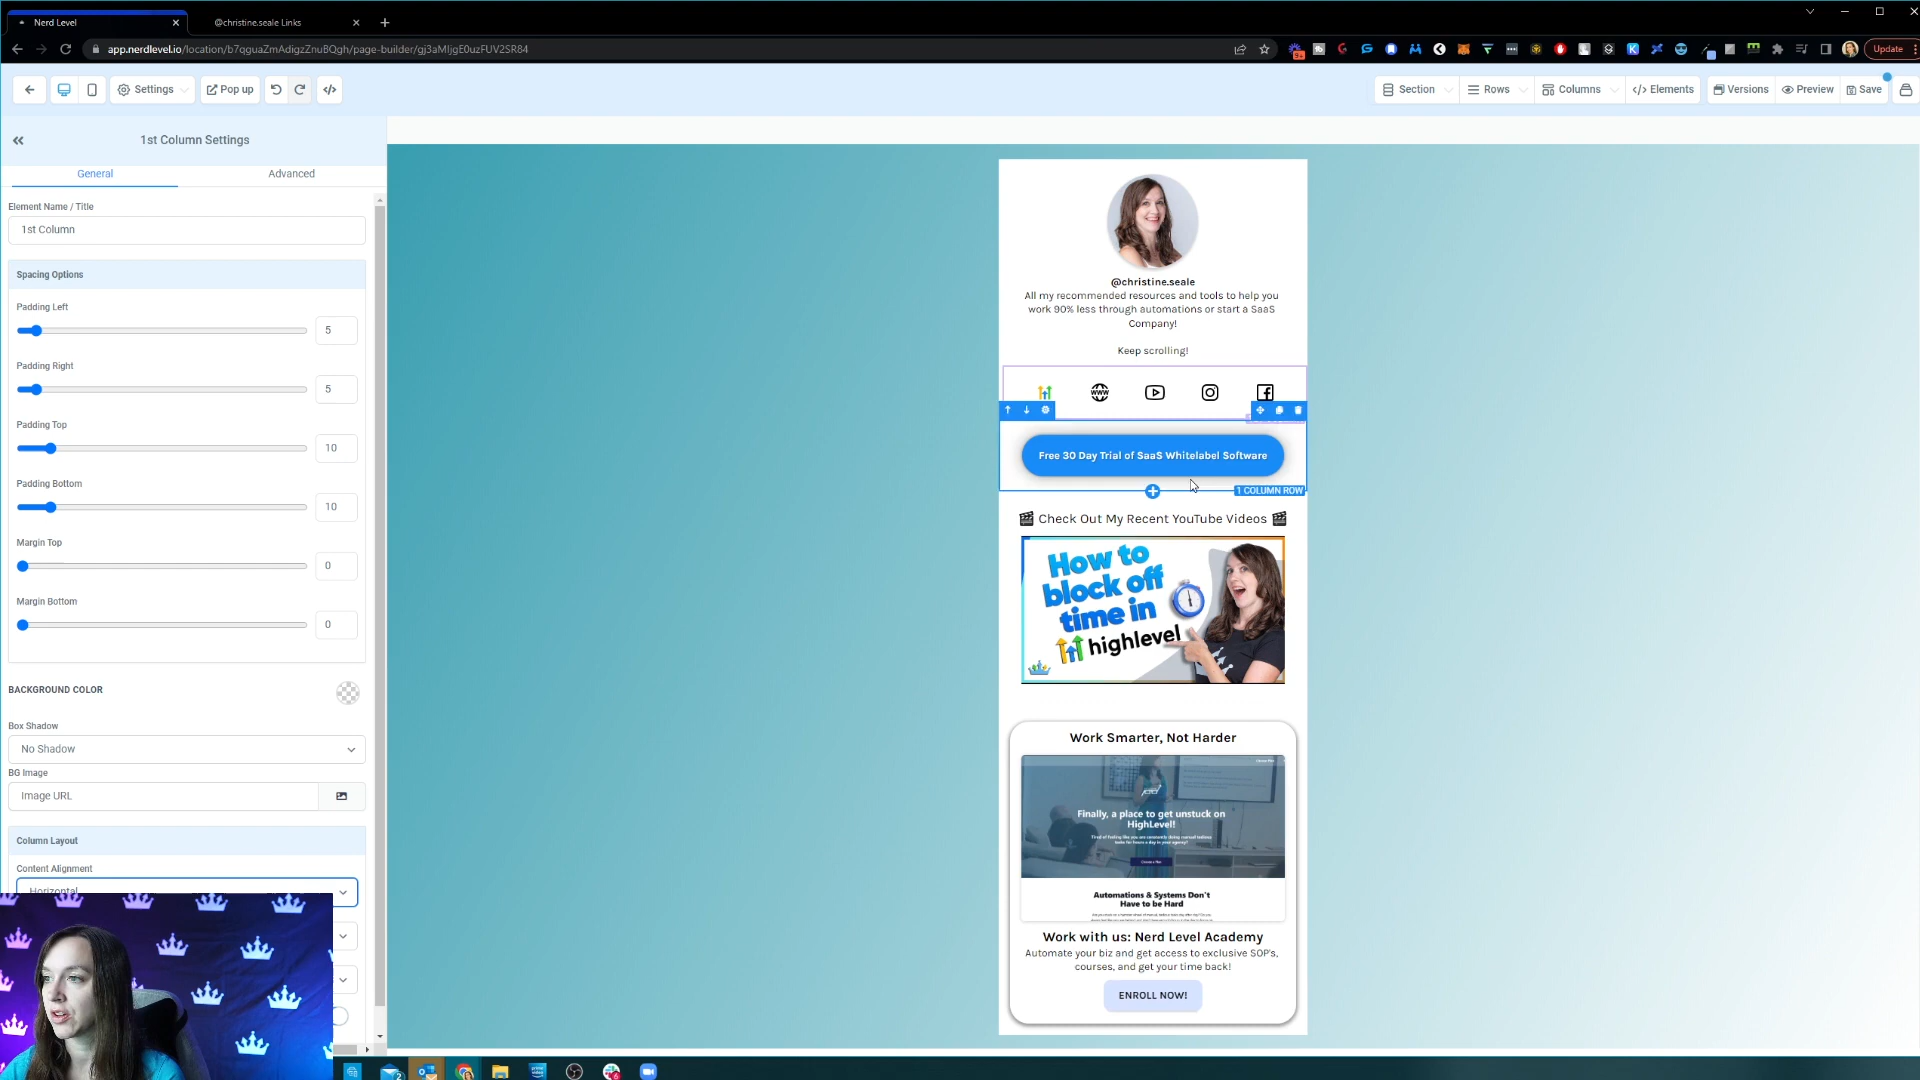 Nerd Level
@christine.seale Links
app.nerdlevel.io/location/b7qguaZmAdigzZnuBQgh/page-builder/gj3aMIjgE0uzFUV2SR84
Update
Settings
Pop up
Section
Rows
Columns
</> Elements
Versions
Preview
Save
1st Column Settings
General
Advanced
Element Name / Title
1st Column
Spacing Options
Padding Left
5
Padding Right
5
Padding Top
10
Padding Bottom
10
Margin Top
0
Margin Bottom
0
BACKGROUND COLOR
Box Shadow
No Shadow
BG Image
Image URL
Column Layout
Content Alignment
Horizontal
@christine.seale
All my recommended resources and tools to help you
work 90% less through automations or start a SaaS
Company!
Keep scrolling!
WWW
Free 30 Day Trial of SaaS Whitelabel Software
1 COLUMN ROW
Check Out My Recent YouTube Videos
How to
block off
time in
highlevel
Work Smarter, Not Harder
Finally, a place to get unstuck on
HighLevel!
Automations & Systems Don't
Have to be Hard
Work with us: Nerd Level Academy
Automate your biz and get access to exclusive SOP's,
courses, and get your time back!
ENROLL NOW!